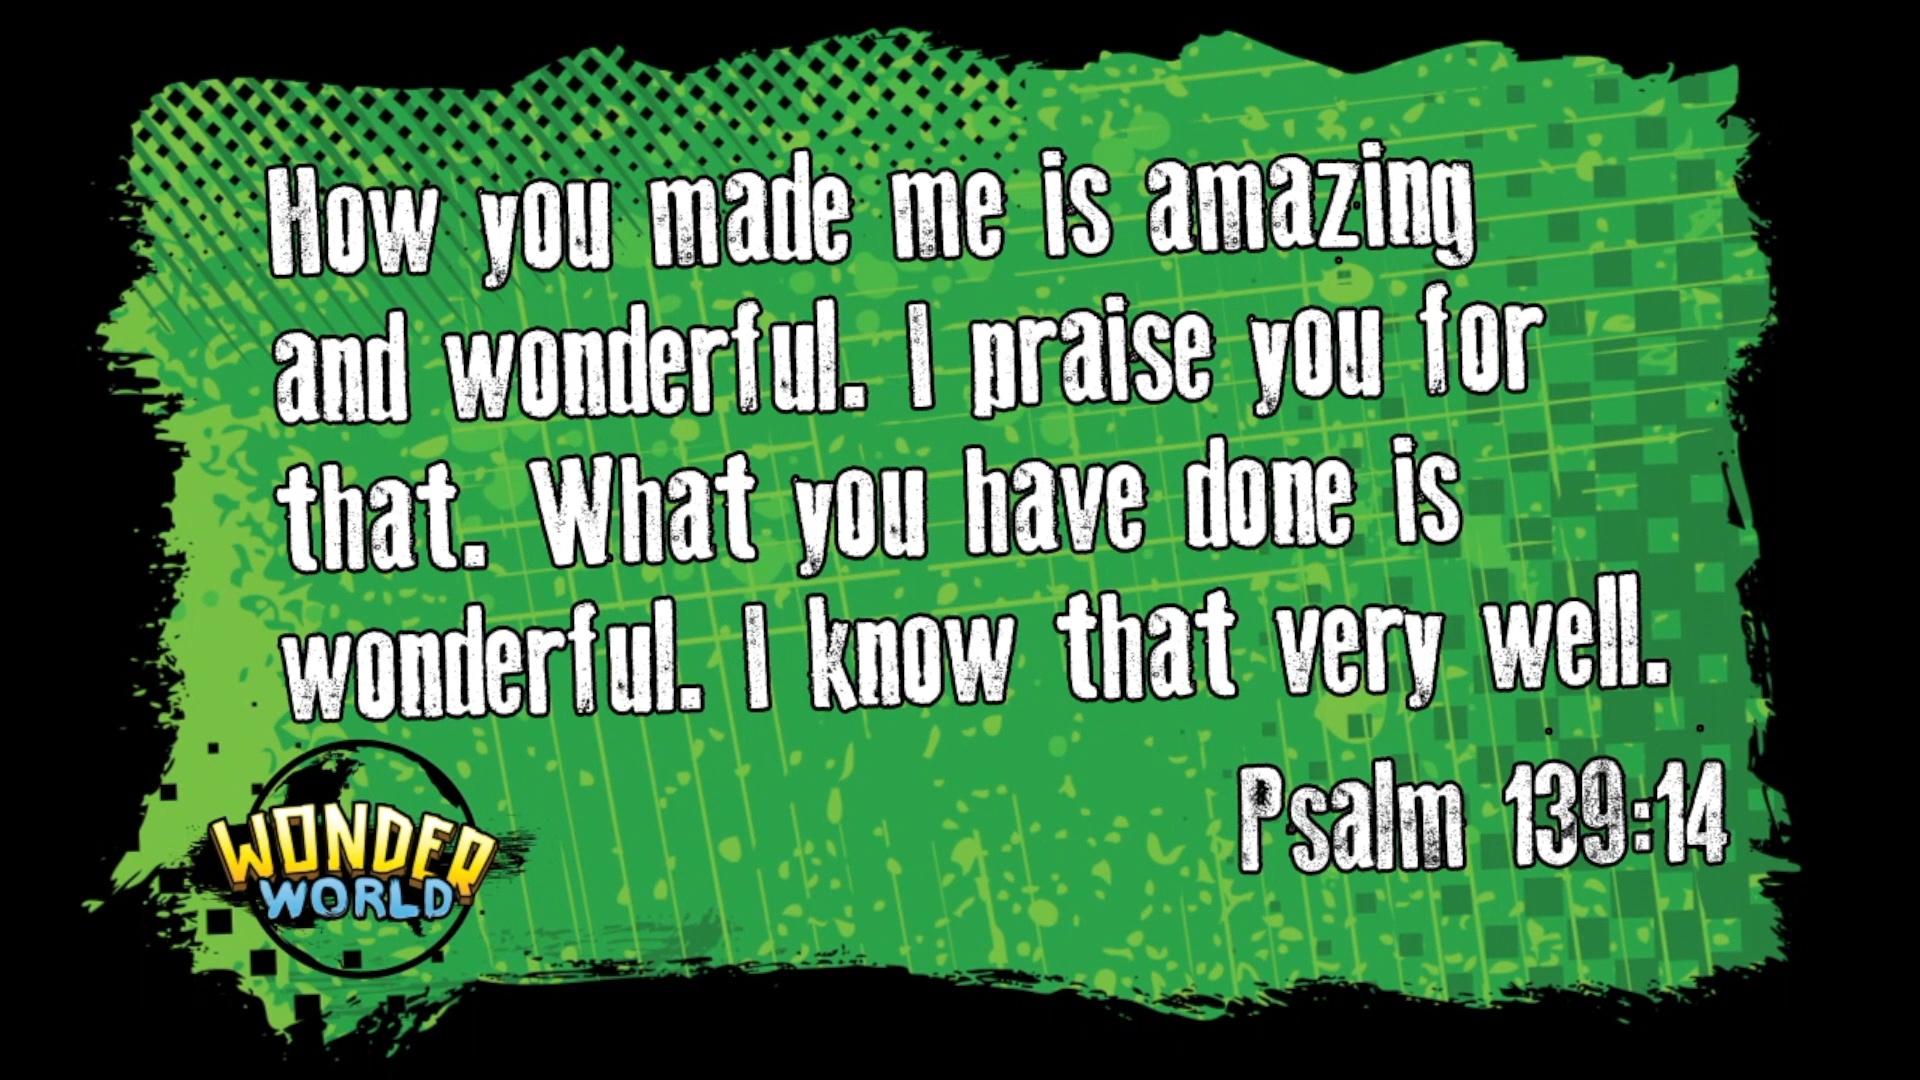 How you made me is amazing
and wonderful. I praise you for
that. What you have done is
wonderful. I know that very well.
Psalm 139:14
WONDER
WORLD